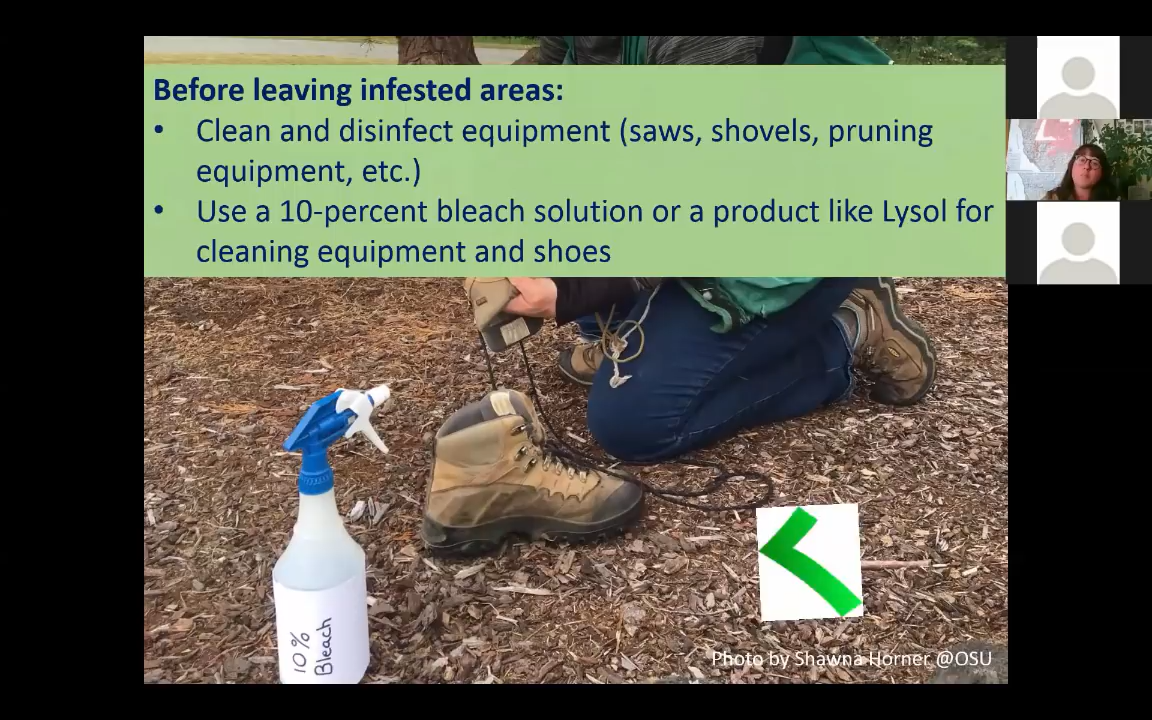 Before leaving infested areas:
• Clean and disinfect equipment (saws, shovels, pruning
equipment, etc.)
• Use a 10-percent bleach solution or a product like Lysol for
cleaning equipment and shoes
10%
Bleach
Photo by Shawna Horner @OSU